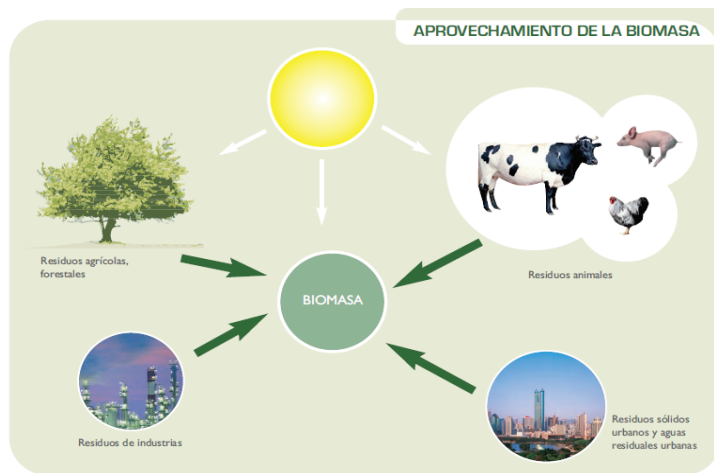 APROVECHAMIENTO DE LA BIOMASA
Residuos agrícolas,
forestales
Residuos animales
BIOMASA
Residuos de industrias
Residuos sólidos
urbanos y aguas
residuales urbanas